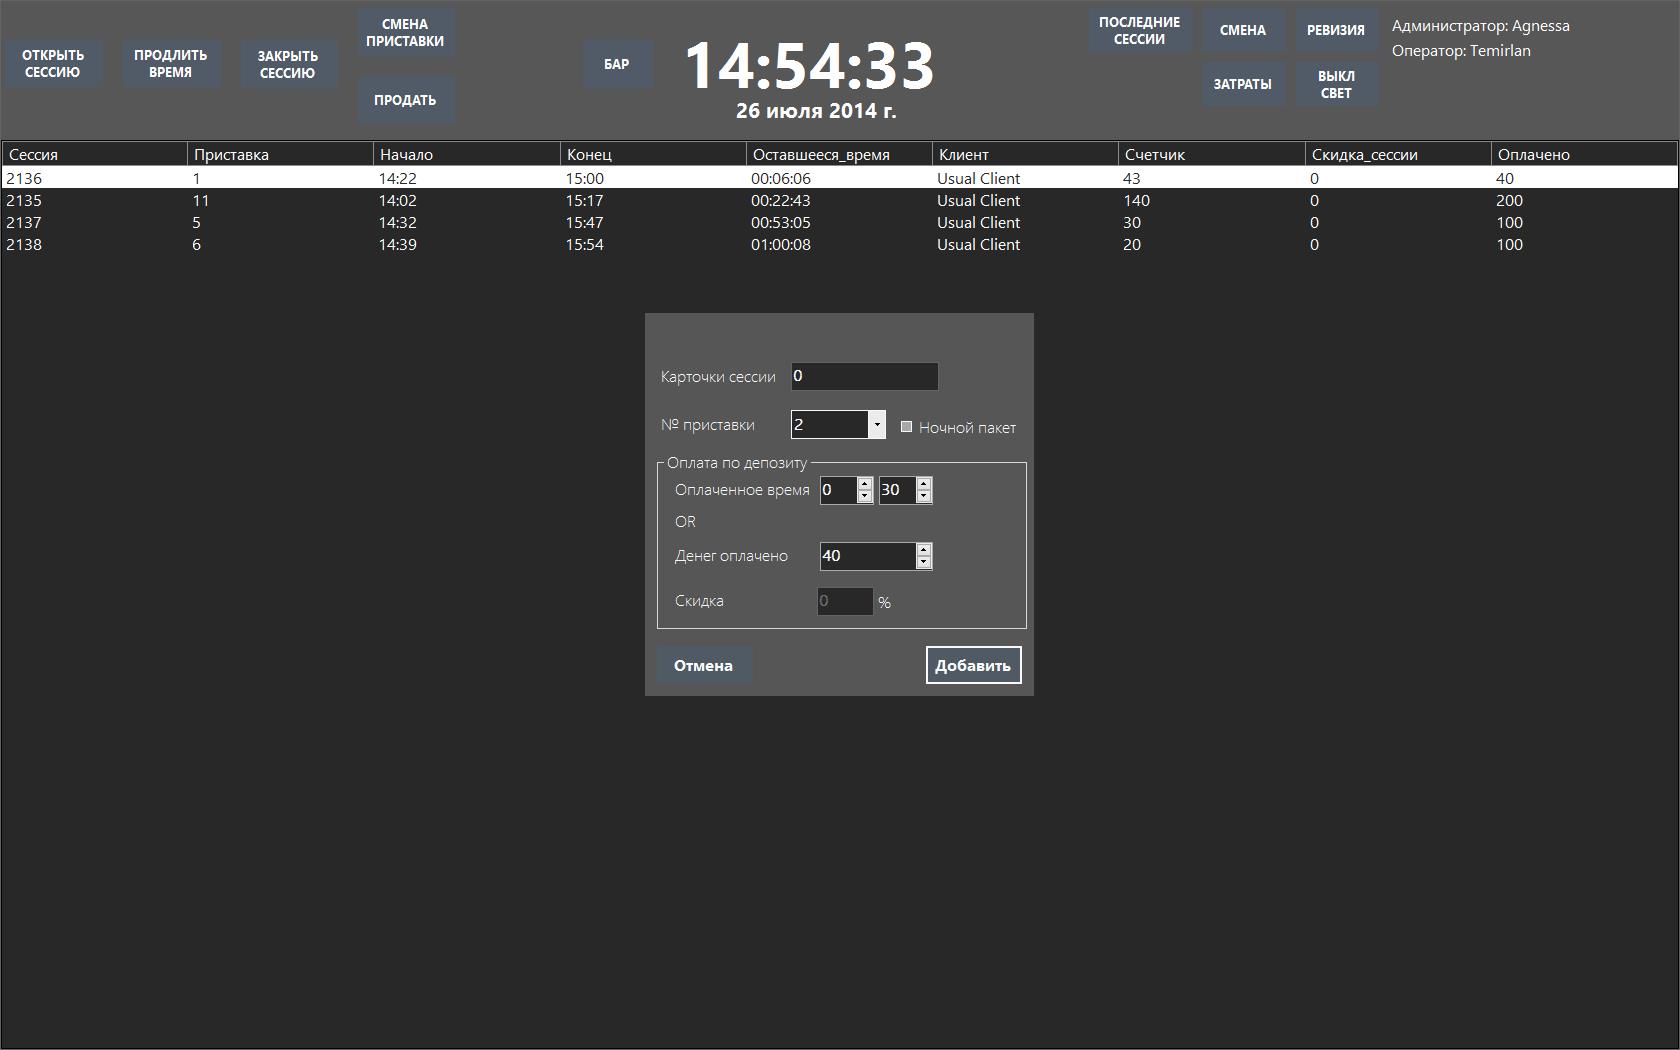 ОТКРЫТЬ
СЕССИЮ
ПРОДЛИТЬ
ВРЕМЯ
ЗАКРЫТЬ
СЕССИЮ
СМЕНА
ПРИСТАВКИ
ПРОДАТЬ
БАР
14:54:33
26 июля 2014 г.
ПОСЛЕДНИЕ
СЕССИИ
СМЕНА
РЕВИЗИЯ
ЗАТРАТЫ
ВЫКЛ
СВЕТ
Администратор: Agnessa
Оператор: Temirlan
Сессия Приставка Начало Конец Оставшееся_время Клиент Счетчик Скидка_сессии Оплачено
2136 1 14:22 15:00 00:06:06 Usual Client 43 0 40
2135 11 14:02 15:17 00:22:43 Usual Client 140 0 200
2137 5 14:32 15:47 00:53:05 Usual Client 30 0 100
2138 6 14:39 15:54 01:00:08 Usual Client 20 0 100
Карточки сессии 0
№ приставки 2 Ночной пакет
Оплата по депозиту
Оплаченное время 0 30
OR
Денег оплачено 40
Скидка 0 %
Отмена Добавить